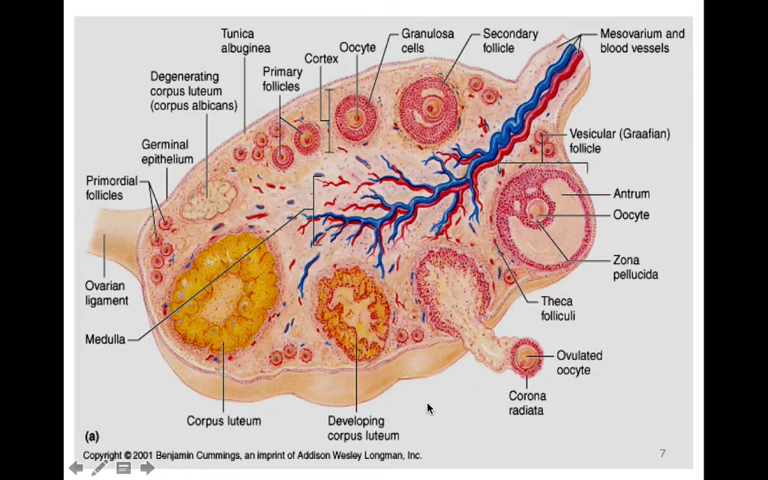 Tunica
albuginea
Cortex
Oocyte
Granulosa
cells
Secondary
follicle
Mesovarium and
blood vessels
Degenerating
corpus luteum
(corpus albicans)
Primary
follicles
Germinal
epithelium
Primordial
follicles
Vesicular (Graafian)
follicle
Antrum
Oocyte
Zona
pellucida
Ovarian
ligament
Theca
folliculi
Medulla
Ovulated
oocyte
Corona
radiata
Corpus luteum
Developing
corpus luteum
(a)
Copyright © 2001 Benjamin Cummings, an imprint of Addison Wesley Longman, Inc.
7